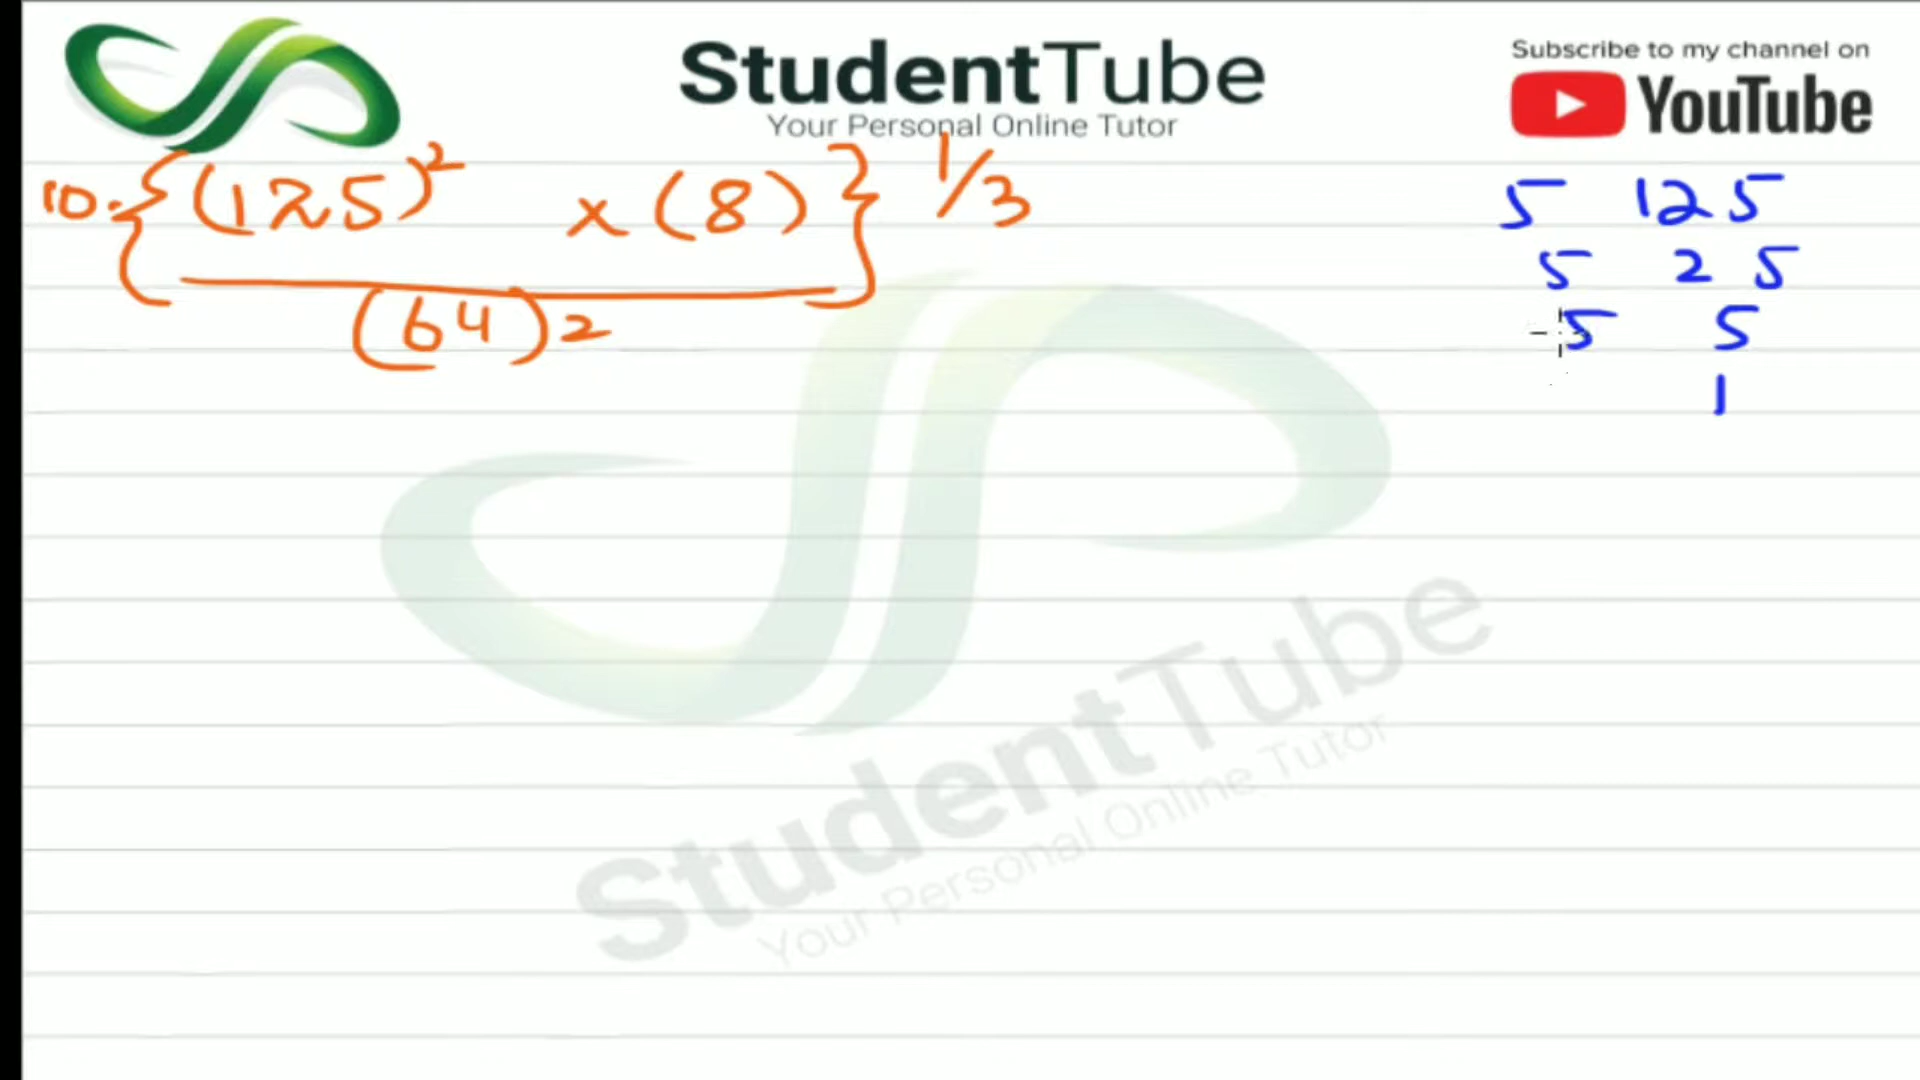 StudentTube
Your Personal Online Tutor
Subscribe to my channel on
YouTube
10. {(125)² × (8)}^1/3
(64)2
5 125
5 25
5 5
1
StudentTube
Your Personal Online Tutor